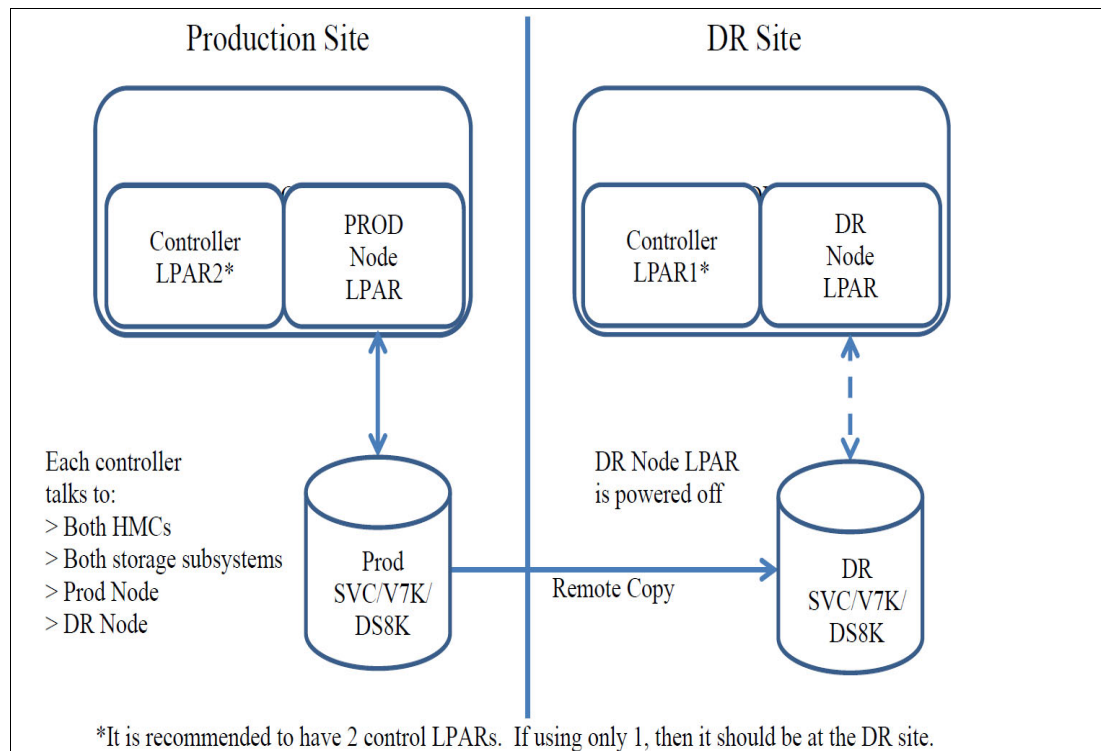 Production Site
DR Site
Controller
LPAR2*
PROD
Node
LPAR
Controller
LPAR1*
DR
Node
LPAR
Each controller
talks to:
> Both HMCs
> Both storage subsystems
> Prod Node
> DR Node
DR Node LPAR
is powered off
Prod
SVC/V7K/
DS8K
Remote Copy
DR
SVC/V7K/
DS8K
*It is recommended to have 2 control LPARs.  If using only 1, then it should be at the DR site.